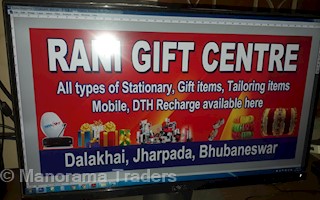 RANI GIFT CENTRE
All types of Stationary, Gift items, Tailoring items
Mobile, DTH Recharge available here
Dalakhai, Jharpada, Bhubaneswar
© Manorama Traders